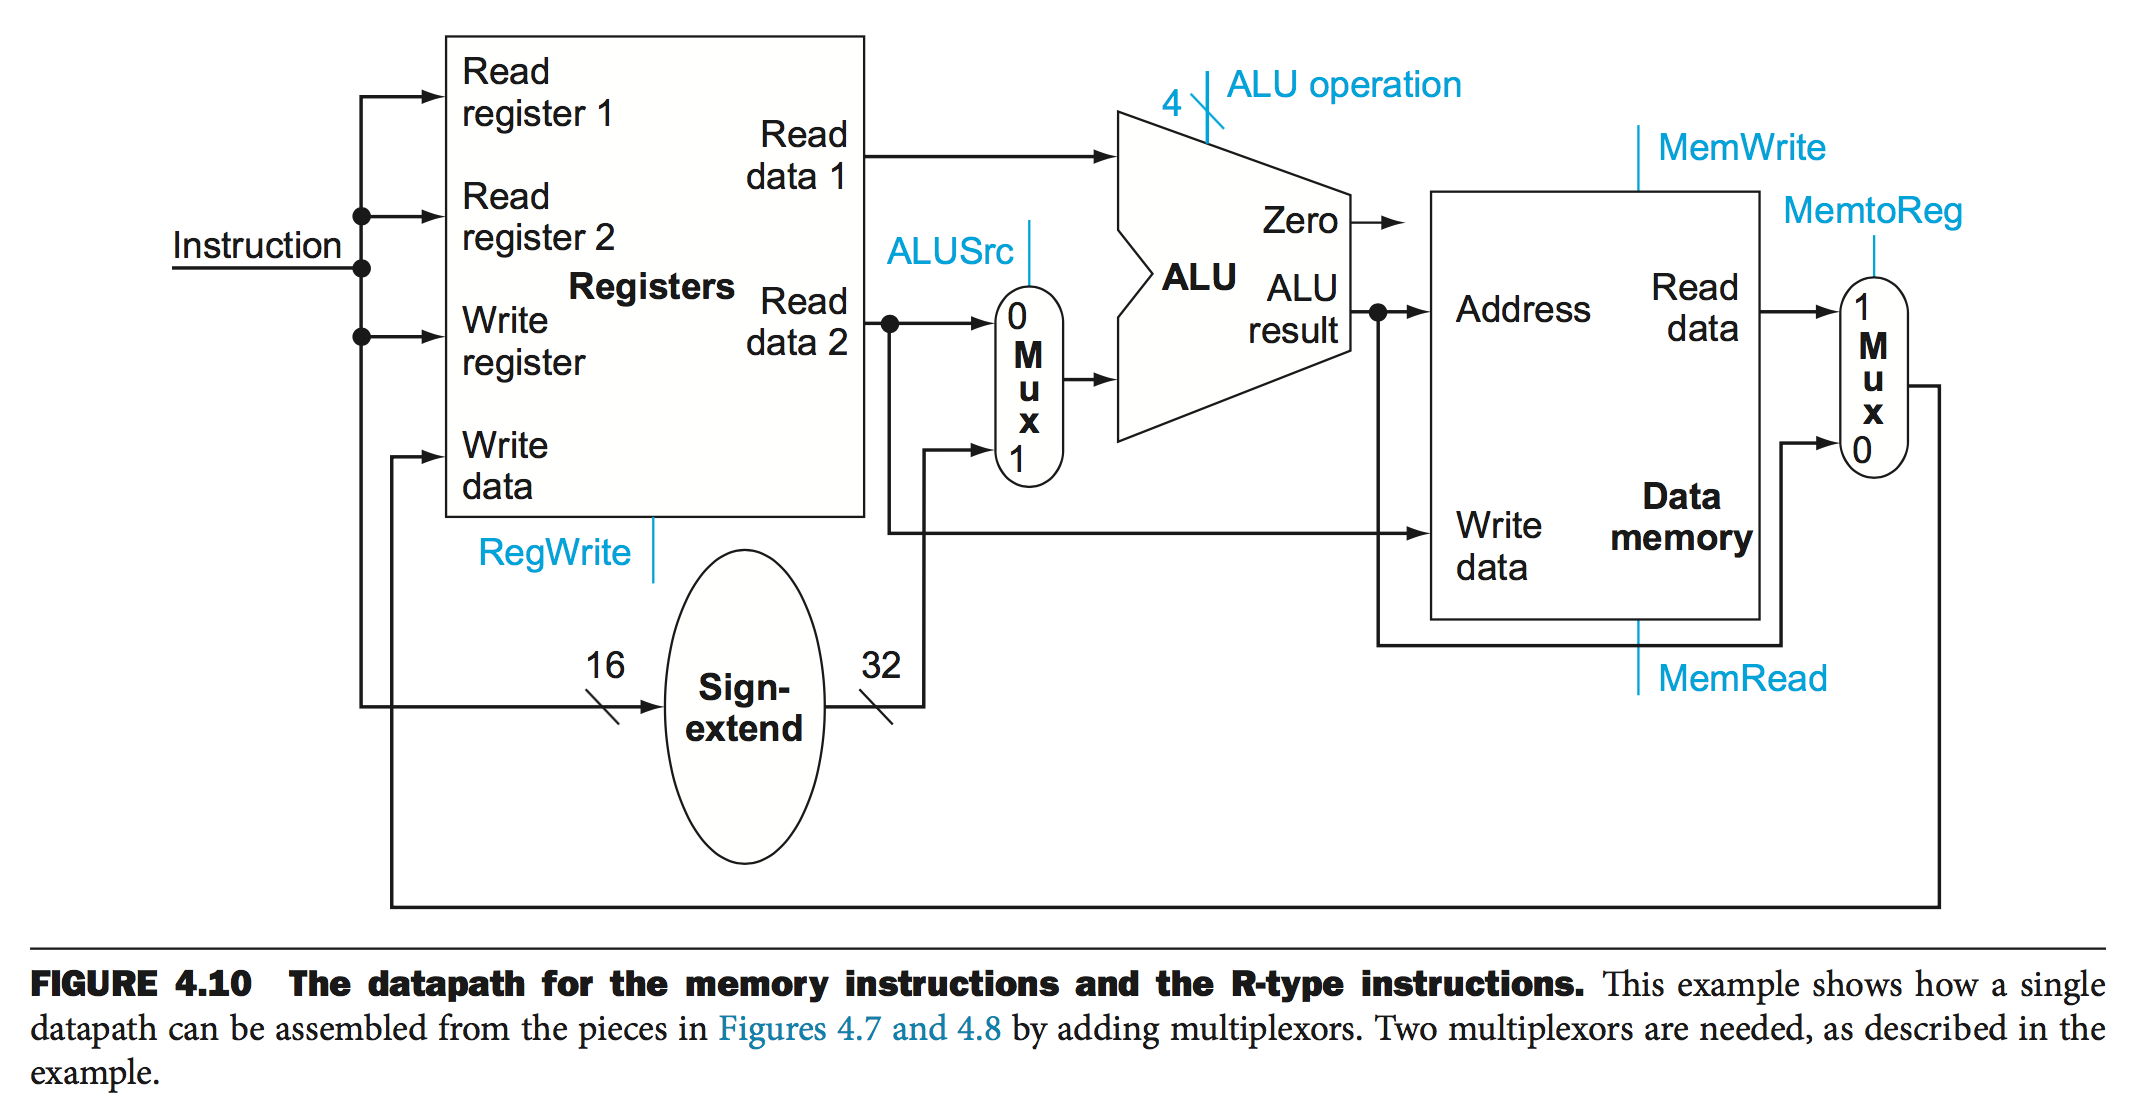 Instruction
Read
register 1
Read
register 2
Write
register
Write
data
Registers
Read
data 1
Read
data 2
RegWrite
16
Sign-
extend
32
ALUSrc
0
M
u
x
1
4
ALU operation
ALU
Zero
ALU
result
MemWrite
Address
Read
data
Write
data
Data
memory
MemRead
MemtoReg
1
M
u
x
0
FIGURE 4.10 The datapath for the memory instructions and the R-type instructions. This example shows how a single
datapath can be assembled from the pieces in Figures 4.7 and 4.8 by adding multiplexors. Two multiplexors are needed, as described in the
example.